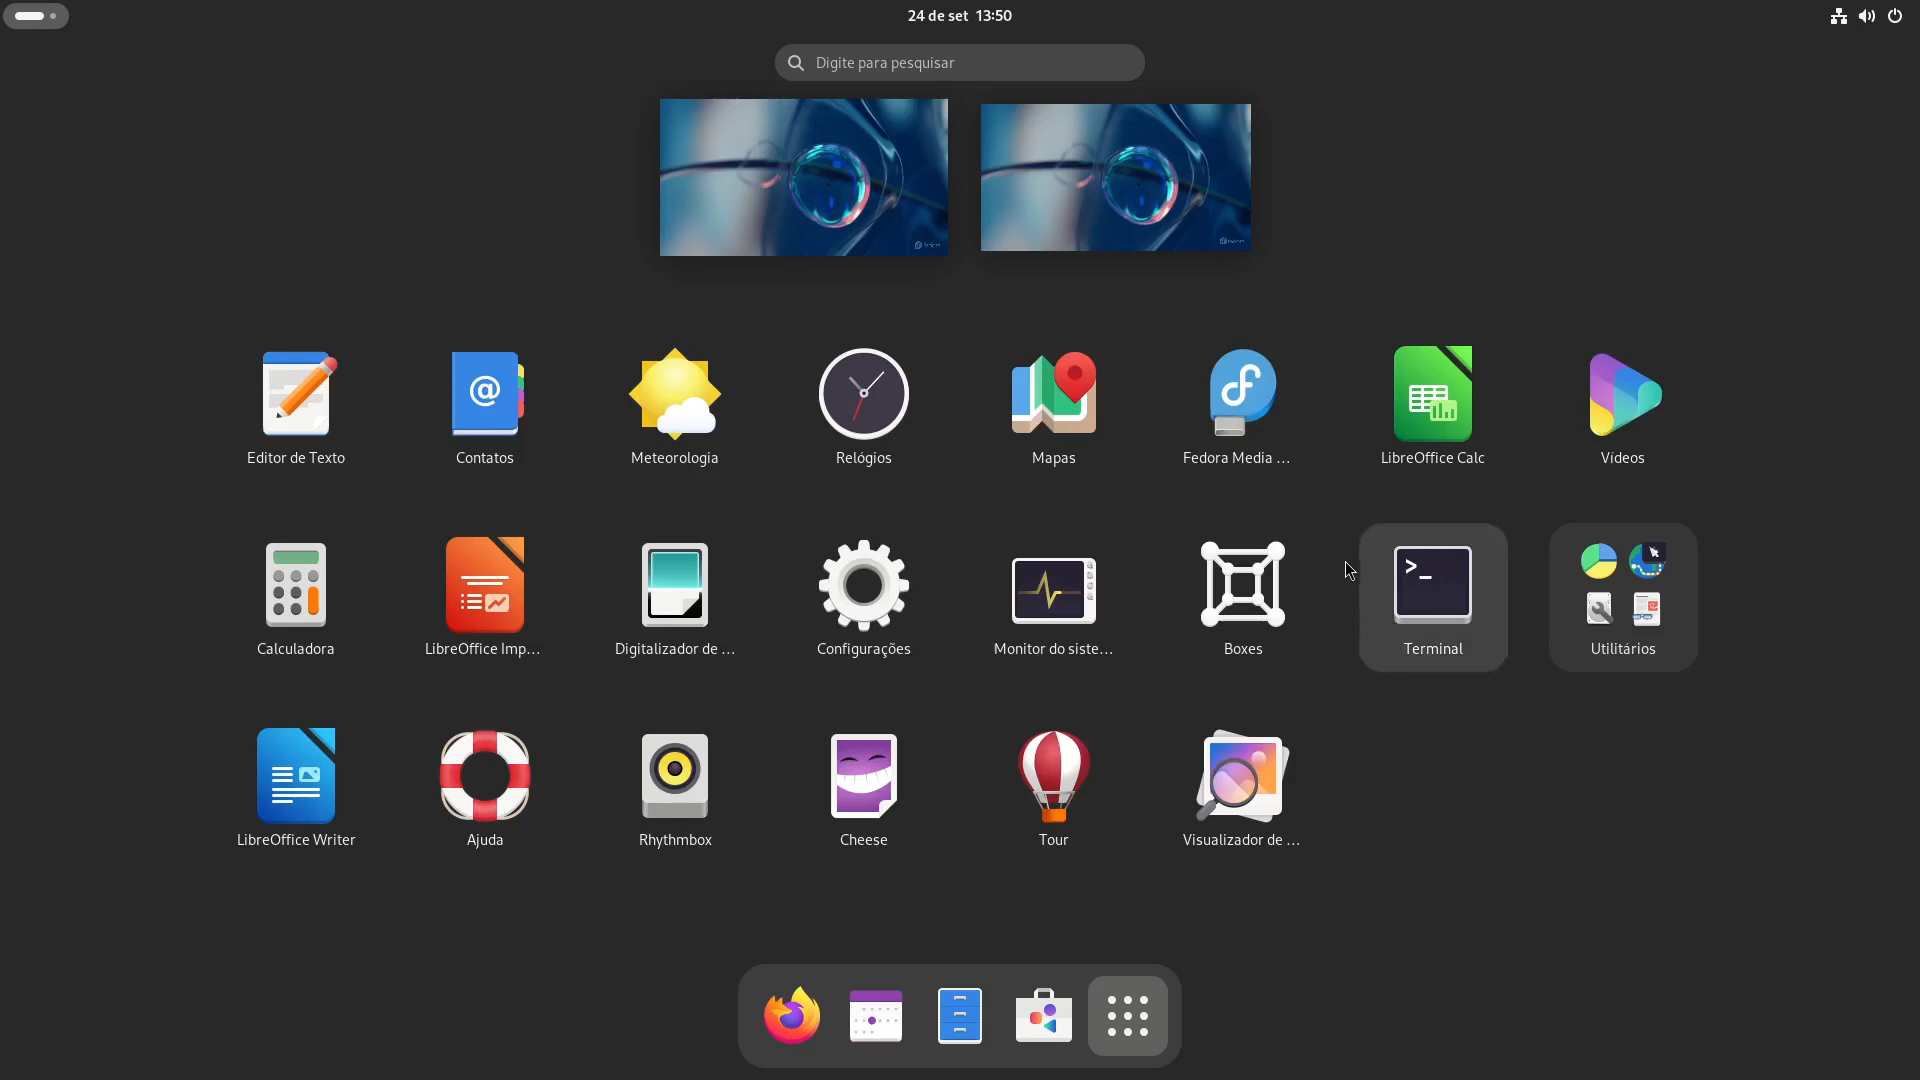 24 de set 13:50
Digite para pesquisar
Editor de Texto
Contatos
Meteorologia
Relógios
Mapas
Fedora Media ...
LibreOffice Calc
Vídeos
Calculadora
LibreOffice Imp...
Digitalizador de ...
Configurações
Monitor do siste...
Boxes
Terminal
Utilitários
LibreOffice Writer
Ajuda
Rhythmbox
Cheese
Tour
Visualizador de ...